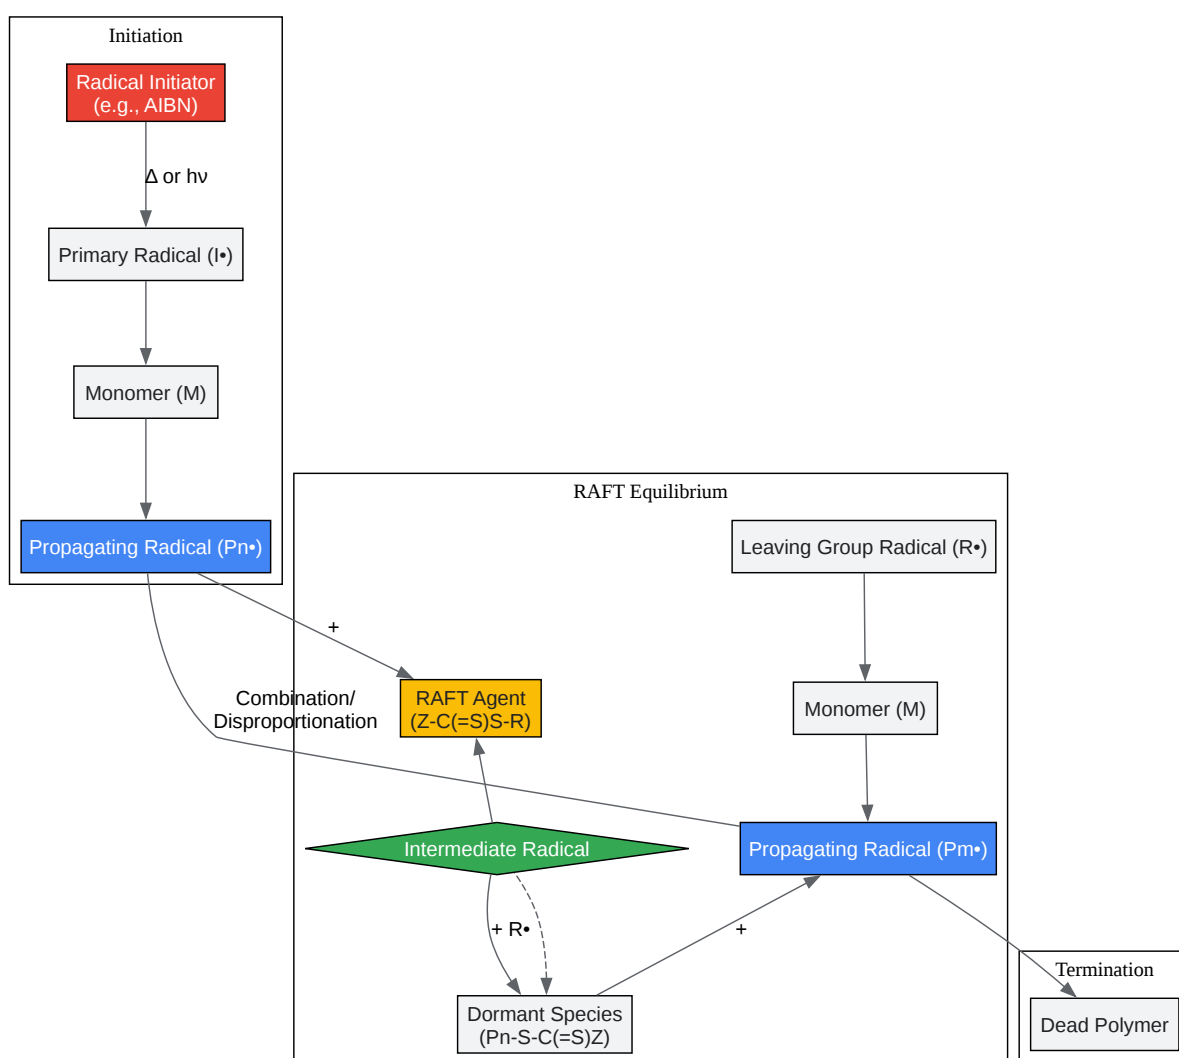 Initiation
Radical Initiator
(e.g., AIBN)
Δ or hν
Primary Radical (I•)
Monomer (M)
Propagating Radical (Pn•)
RAFT Equilibrium
Leaving Group Radical (R•)
+
Combination/
Disproportionation
RAFT Agent
(Z-C(=S)S-R)
Monomer (M)
Intermediate Radical
Propagating Radical (Pm•)
+ R•
+
Dormant Species
(Pn-S-C(=S)Z)
Termination
Dead Polymer